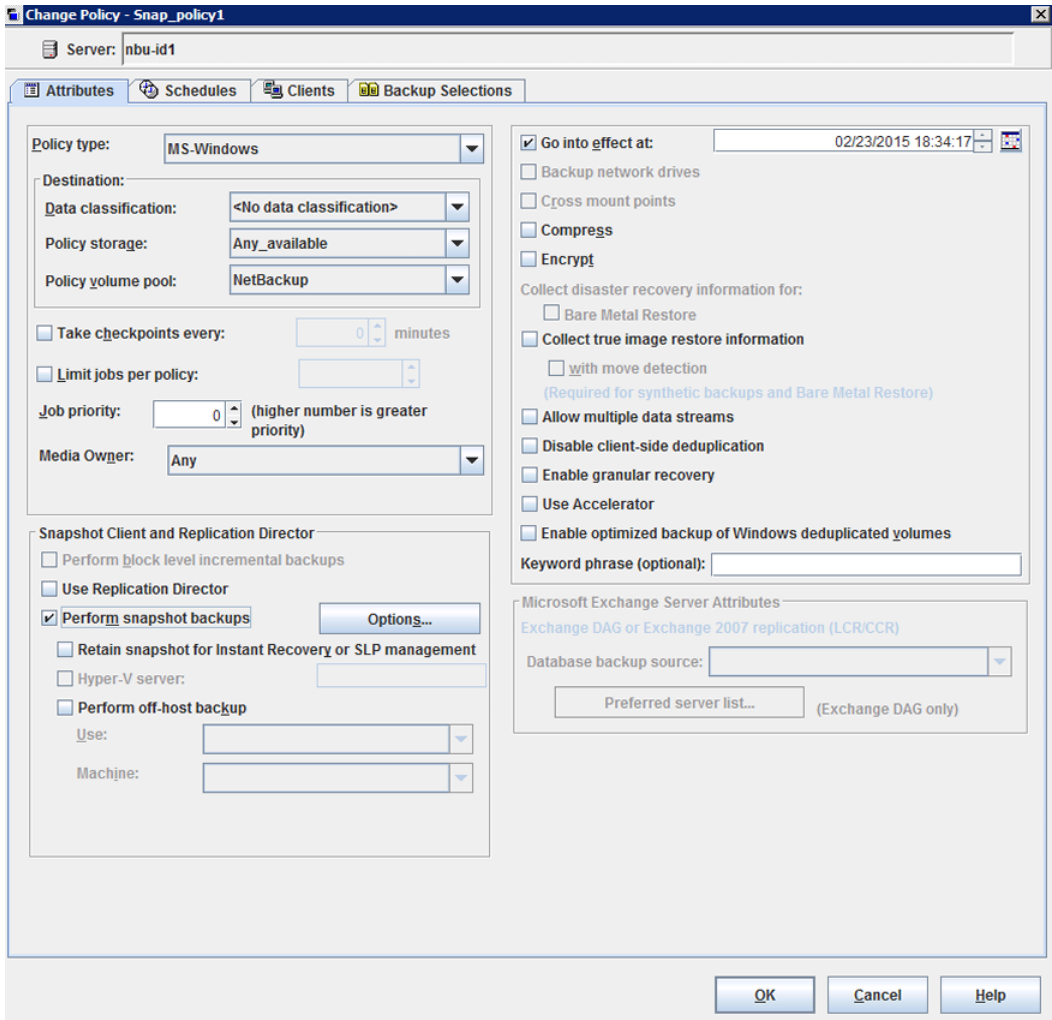 Change Policy - Snap_policy1
Server: nbu-id1
Attributes Schedules Clients Backup Selections
Policy type: MS-Windows
Destination:
Data classification: <No data classification>
Policy storage: Any_available
Policy volume pool: NetBackup
Take checkpoints every: 0 minutes
Limit jobs per policy:
Job priority: 0 (higher number is greater
priority)
Media Owner: Any
Snapshot Client and Replication Director
Perform block level incremental backups
Use Replication Director
Perform snapshot backups Options...
Retain snapshot for Instant Recovery or SLP management
Hyper-V server:
Perform off-host backup
Use:
Machine:
Go into effect at: 02/23/2015 18:34:17
Backup network drives
Cross mount points
Compress
Encrypt
Collect disaster recovery information for:
Bare Metal Restore
Collect true image restore information
with move detection
(Required for synthetic backups and Bare Metal Restore)
Allow multiple data streams
Disable client-side deduplication
Enable granular recovery
Use Accelerator
Enable optimized backup of Windows deduplicated volumes
Keyword phrase (optional):
Microsoft Exchange Server Attributes
Exchange DAG or Exchange 2007 replication (LCR/CCR)
Database backup source:
Preferred server list... (Exchange DAG only)
OK Cancel Help